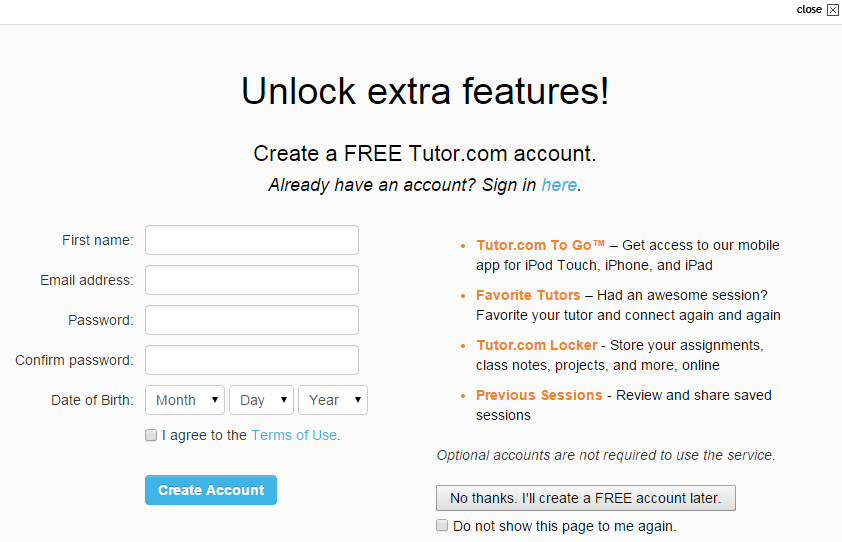 close
Unlock extra features!
Create a FREE Tutor.com account.
Already have an account? Sign in here.
First name:
Email address:
Password:
Confirm password:
Date of Birth: Month Day Year
I agree to the Terms of Use.
Create Account
• Tutor.com To Go™ – Get access to our mobile
app for iPod Touch, iPhone, and iPad
• Favorite Tutors – Had an awesome session?
Favorite your tutor and connect again and again
• Tutor.com Locker - Store your assignments,
class notes, projects, and more, online
• Previous Sessions - Review and share saved
sessions
Optional accounts are not required to use the service.
No thanks. I'll create a FREE account later.
Do not show this page to me again.